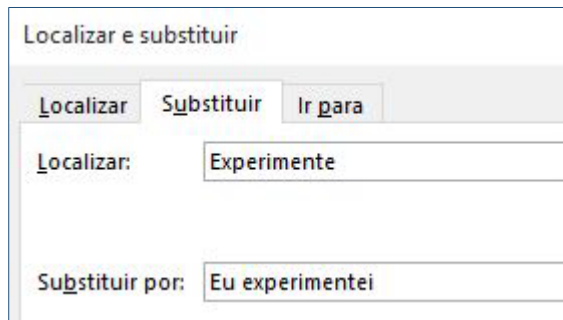 Localizar e substituir
Localizar Substituir Ir para
Localizar: Experimente
Substituir por: Eu experimentei